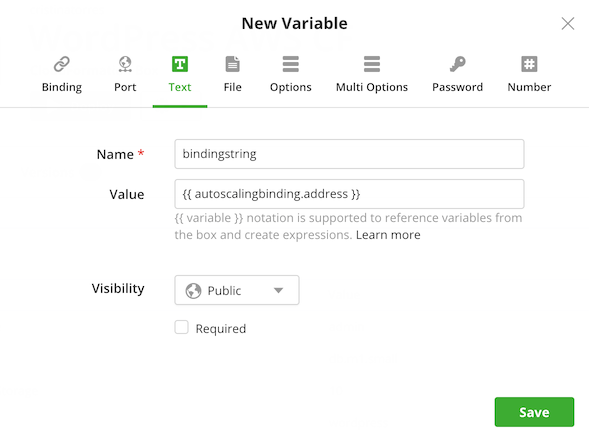 New Variable
Binding Port Text File Options Multi Options Password Number
Name *
bindingstring
Value
{{ autoscalingbinding.address }}
{{ variable }} notation is supported to reference variables from
the box and create expressions. Learn more
Visibility
Public
Required
Save